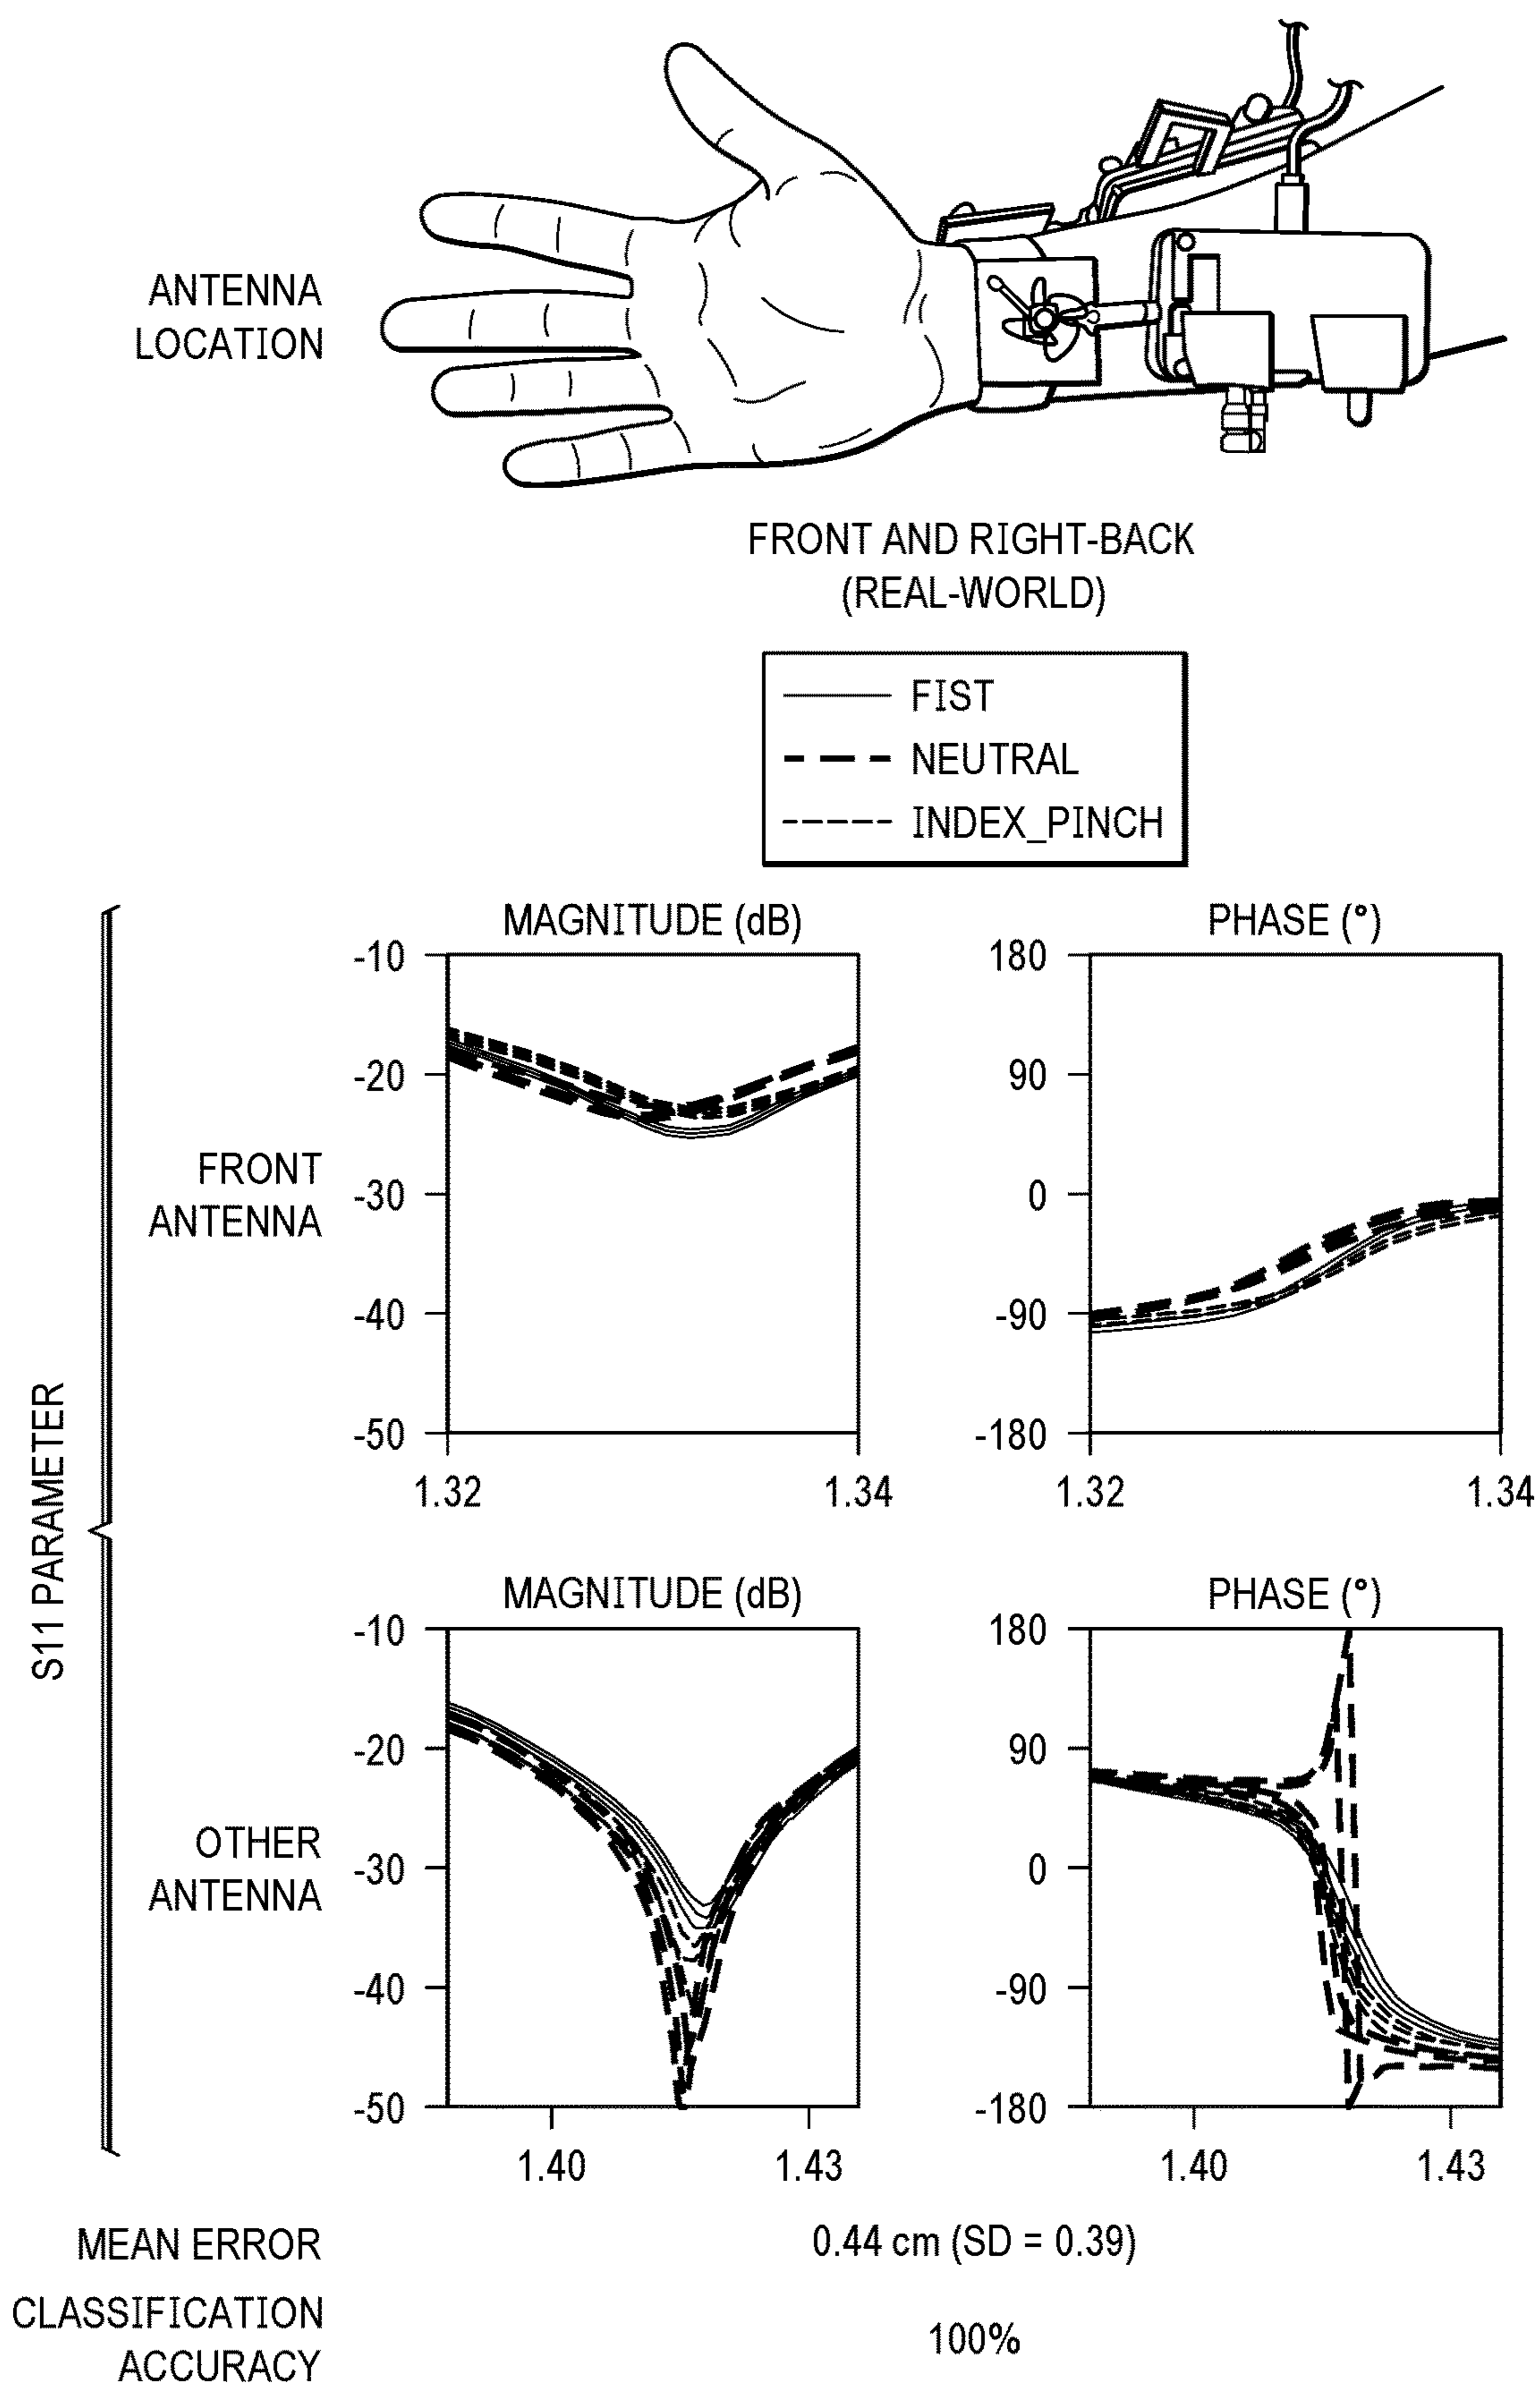 ANTENNA
LOCATION
FRONT AND RIGHT-BACK
(REAL-WORLD)
FIST
NEUTRAL
INDEX_PINCH
S11 PARAMETER
FRONT
ANTENNA
MAGNITUDE (dB)
-10
-20
-30
-40
-50
1.32
1.34
PHASE (°)
180
90
0
-90
-180
1.32
1.34
OTHER
ANTENNA
MAGNITUDE (dB)
-10
-20
-30
-40
-50
1.40
1.43
PHASE (°)
180
90
0
-90
-180
1.40
1.43
MEAN ERROR
0.44 cm (SD = 0.39)
CLASSIFICATION
ACCURACY
100%